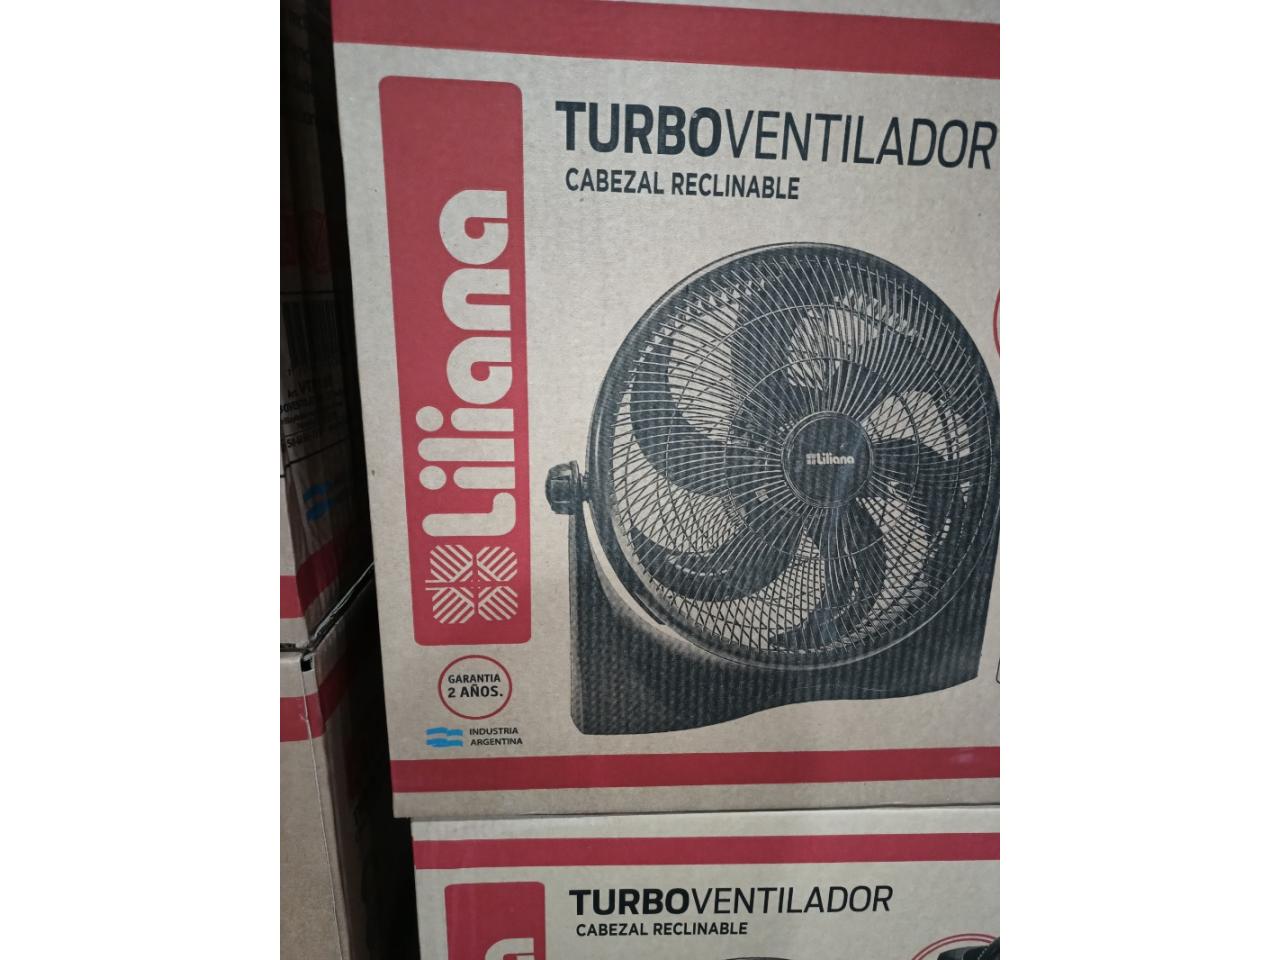 TURBOVENTILADOR
CABEZAL RECLINABLE
Liliana
Liliana
GARANTIA
2 AÑOS.
INDUSTRIA
ARGENTINA
TURBOVENTILADOR
CABEZAL RECLINABLE